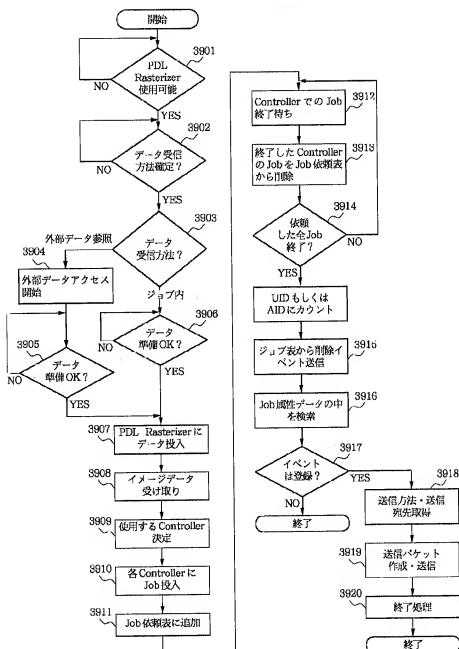 開始
3901
PDL
Rasterizer
使用可能
NO
YES
3902
データ受信
方法確定？
NO
YES
3903
データ
受信方法？
外部データ参照
3904
外部データアクセス
開始
ジョブ内
3905
データ
準備OK？
NO
YES
3906
データ
準備OK？
NO
YES
3907
PDL Rasterizerに
データ投入
3908
イメージデータ
受け取り
3909
使用するController
決定
3910
各Controllerに
Job投入
3911
Job依頼表に追加
3912
ControllerでのJob
終了待ち
3913
終了したController
のJobをJob依頼表
から削除
3914
依頼
した全Job
終了？
NO
YES
UIDもしくは
AIDにカウント
3915
ジョブ表から削除イ
ベント送信
3916
Job属性データの中
を検索
3917
イベント
は登録？
NO
YES
終了
3918
送信方法・送信
宛先取得
3919
送信パケット
作成・送信
3920
終了処理
終了